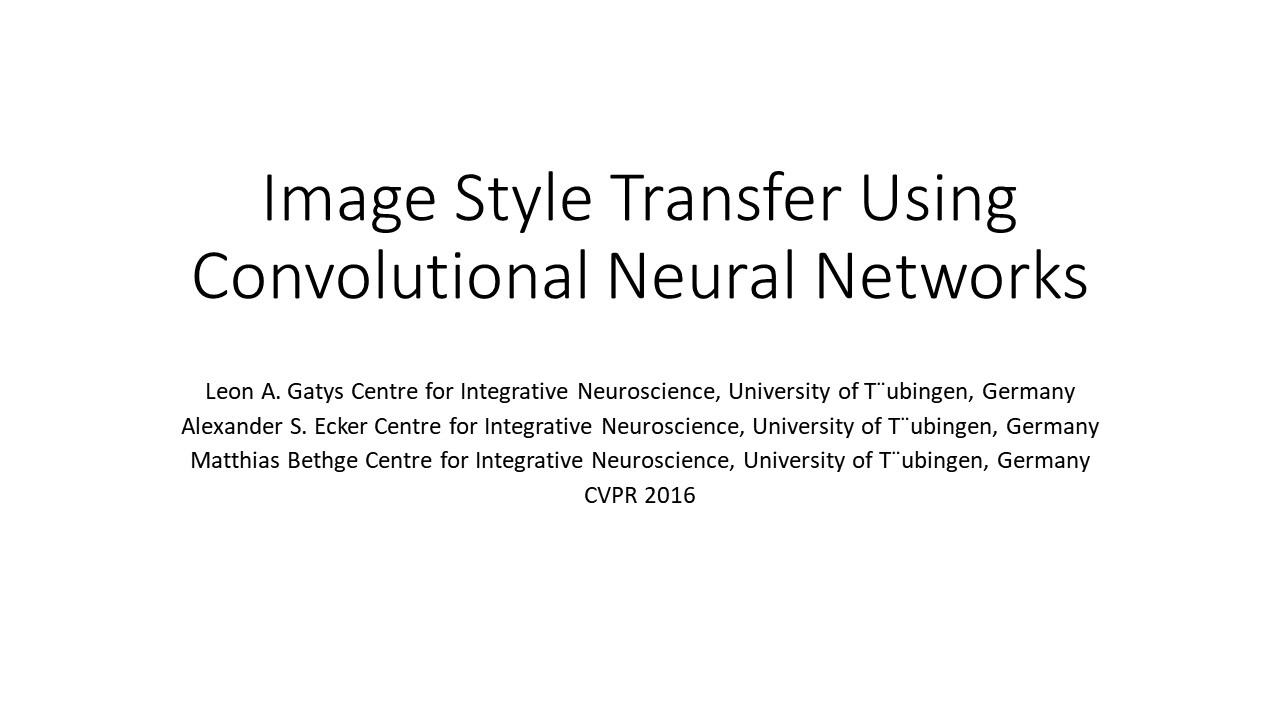 Image Style Transfer Using
Convolutional Neural Networks
Leon A. Gatys Centre for Integrative Neuroscience, University of T¨ubingen, Germany
Alexander S. Ecker Centre for Integrative Neuroscience, University of T¨ubingen, Germany
Matthias Bethge Centre for Integrative Neuroscience, University of T¨ubingen, Germany
CVPR 2016